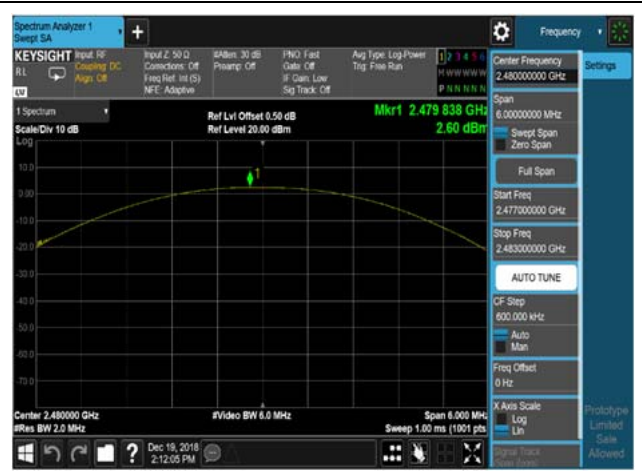 Spectrum Analyzer 1
Swept SA
+
Frequency
KEYSIGHT
RL
Input: RF
Coupling: DC
Align: Off
Input Z: 50 Ω
Corrections: Off
Freq Ref: Int (S)
NFE: Adaptive
#Atten: 30 dB
Preamp: Off
PNO: Fast
Gate: Off
IF Gain: Low
Sig Track: Off
Avg Type: Log-Power
Trig: Free Run
1 2 3 4 5 6
M W W W W W
P N N N N N
1 Spectrum
Scale/Div 10 dB
Log
Ref Lvl Offset 0.50 dB
Ref Level 20.00 dBm
Mkr1 2.479 838 GHz
2.60 dBm
1
10.0
0.00
-10.0
-20.0
-30.0
-40.0
-50.0
-60.0
-70.0
Center 2.480000 GHz
#Res BW 2.0 MHz
#Video BW 6.0 MHz
Span 6.000 MHz
Sweep 1.00 ms (1001 pts
Dec 19, 2018
2:12:05 PM
Center Frequency
2.480000000 GHz
Span
6.00000000 MHz
Swept Span
Zero Span
Full Span
Start Freq
2.477000000 GHz
Stop Freq
2.483000000 GHz
AUTO TUNE
CF Step
600.000 kHz
Auto
Man
Freq Offset
0 Hz
X Axis Scale
Log
Lin
Signal Track
Settings
Prototype
Limited
Sale
Allowed